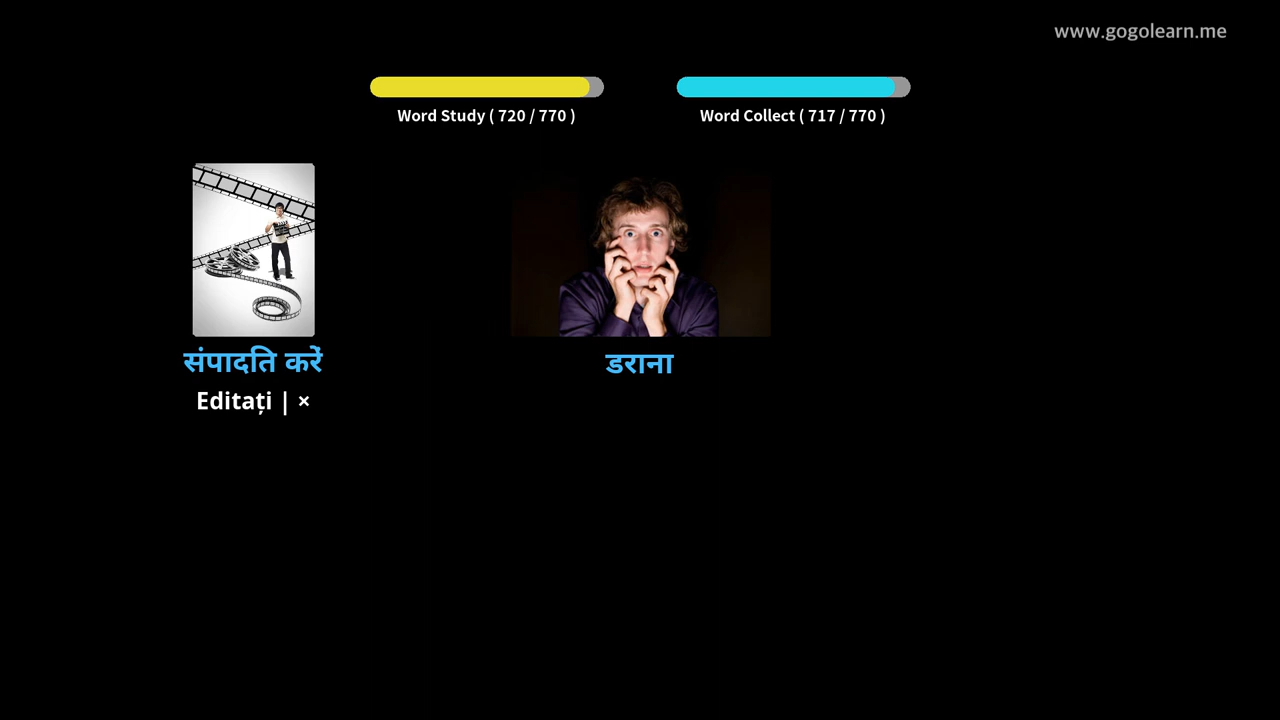 www.gogolearn.me
Word Study ( 720 / 770 )
Word Collect ( 717 / 770 )
संपादति करें
Editați | ×
डराना